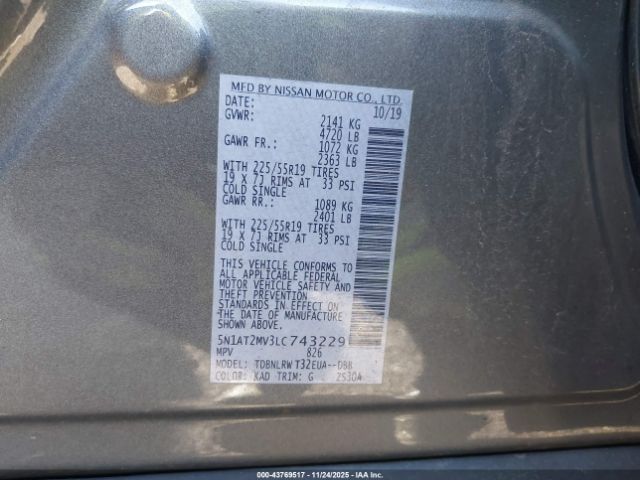 MFD BY NISSAN MOTOR CO., LTD.
DATE: 10/19
GVWR: 2141 KG
4720 LB
GAWR FR.: 1072 KG
2363 LB
WITH 225/55R19 TIRES
19 X 7J RIMS AT 33 PSI
COLD SINGLE
GAWR RR.: 1089 KG
2401 LB
WITH 225/55R19 TIRES
19 X 7J RIMS AT 33 PSI
COLD SINGLE
THIS VEHICLE CONFORMS TO
ALL APPLICABLE FEDERAL
MOTOR VEHICLE SAFETY AND
THEFT PREVENTION
STANDARDS IN EFFECT ON
THE DATE OF MANUFACTURE
SHOWN ABOVE.
5N1AT2MV3LC743229
MPV 826
MODEL: TDBNLRW T32EUA--DBB
COLOR: KAD TRIM: G 25304
000-43769517 - 11/24/2025 - IAA Inc.